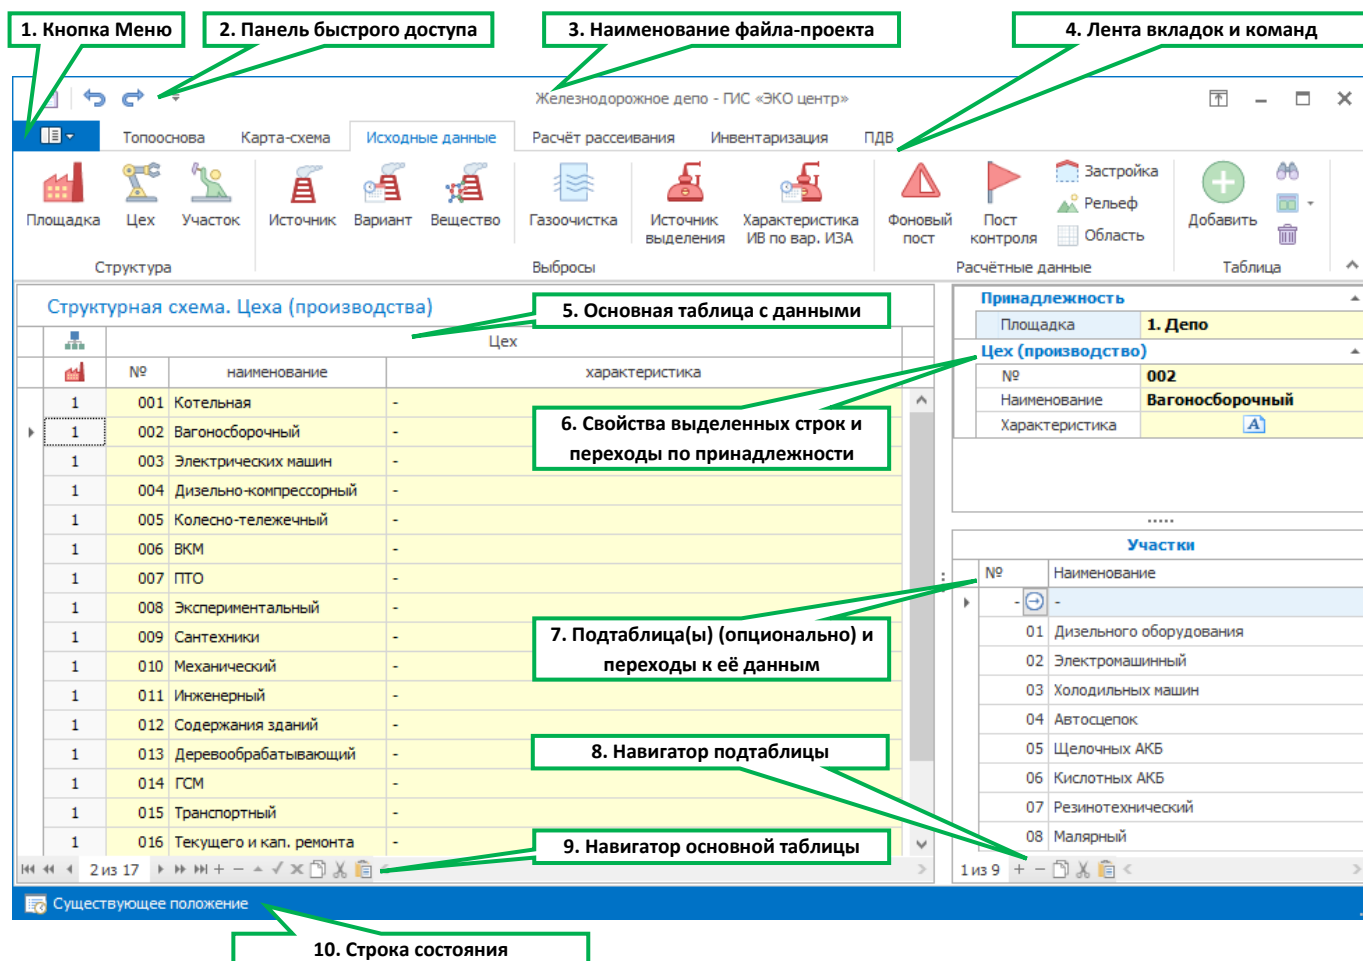 1. Кнопка Меню
2. Панель быстрого доступа
3. Наименование файла-проекта
4. Лента вкладок и команд
Железнодорожное депо - ПИС «ЭКО центр»
Топооснова Карта-схема Исходные данные Расчёт рассеивания Инвентаризация ПДВ
Площадка Цех Участок Источник Вариант Вещество Газоочистка
Источник
выделения
Характеристика
ИВ по вар. ИЗА
Фоновый
пост
Пост
контроля
Застройка
Рельеф
Область
Добавить
Структура Выбросы Расчётные данные Таблица
Структурная схема. Цеха (производства)
5. Основная таблица с данными
Цех
№ наименование характеристика
1 001 Котельная -
1 002 Вагоносборочный -
1 003 Электрических машин -
1 004 Дизельно-компрессорный -
1 005 Колесно-тележечный -
1 006 ВКМ -
1 007 ПТО -
1 008 Экспериментальный -
1 009 Сантехники -
1 010 Механический -
1 011 Инженерный -
1 012 Содержания зданий -
1 013 Деревообрабатывающий -
1 014 ГСМ -
1 015 Транспортный -
1 016 Текущего и кап. ремонта -
2 из 17
Принадлежность
Площадка 1. Депо
Цех (производство)
№ 002
Наименование Вагоносборочный
Характеристика A
6. Свойства выделенных строк и
переходы по принадлежности
Участки
№ Наименование
- -
01 Дизельного оборудования
02 Электромашинный
03 Холодильных машин
04 Автосцепок
05 Щелочных АКБ
06 Кислотных АКБ
07 Резинотехнический
08 Малярный
1 из 9
7. Подтаблица(ы) (опционально) и
переходы к её данным
8. Навигатор подтаблицы
9. Навигатор основной таблицы
Существующее положение
10. Строка состояния